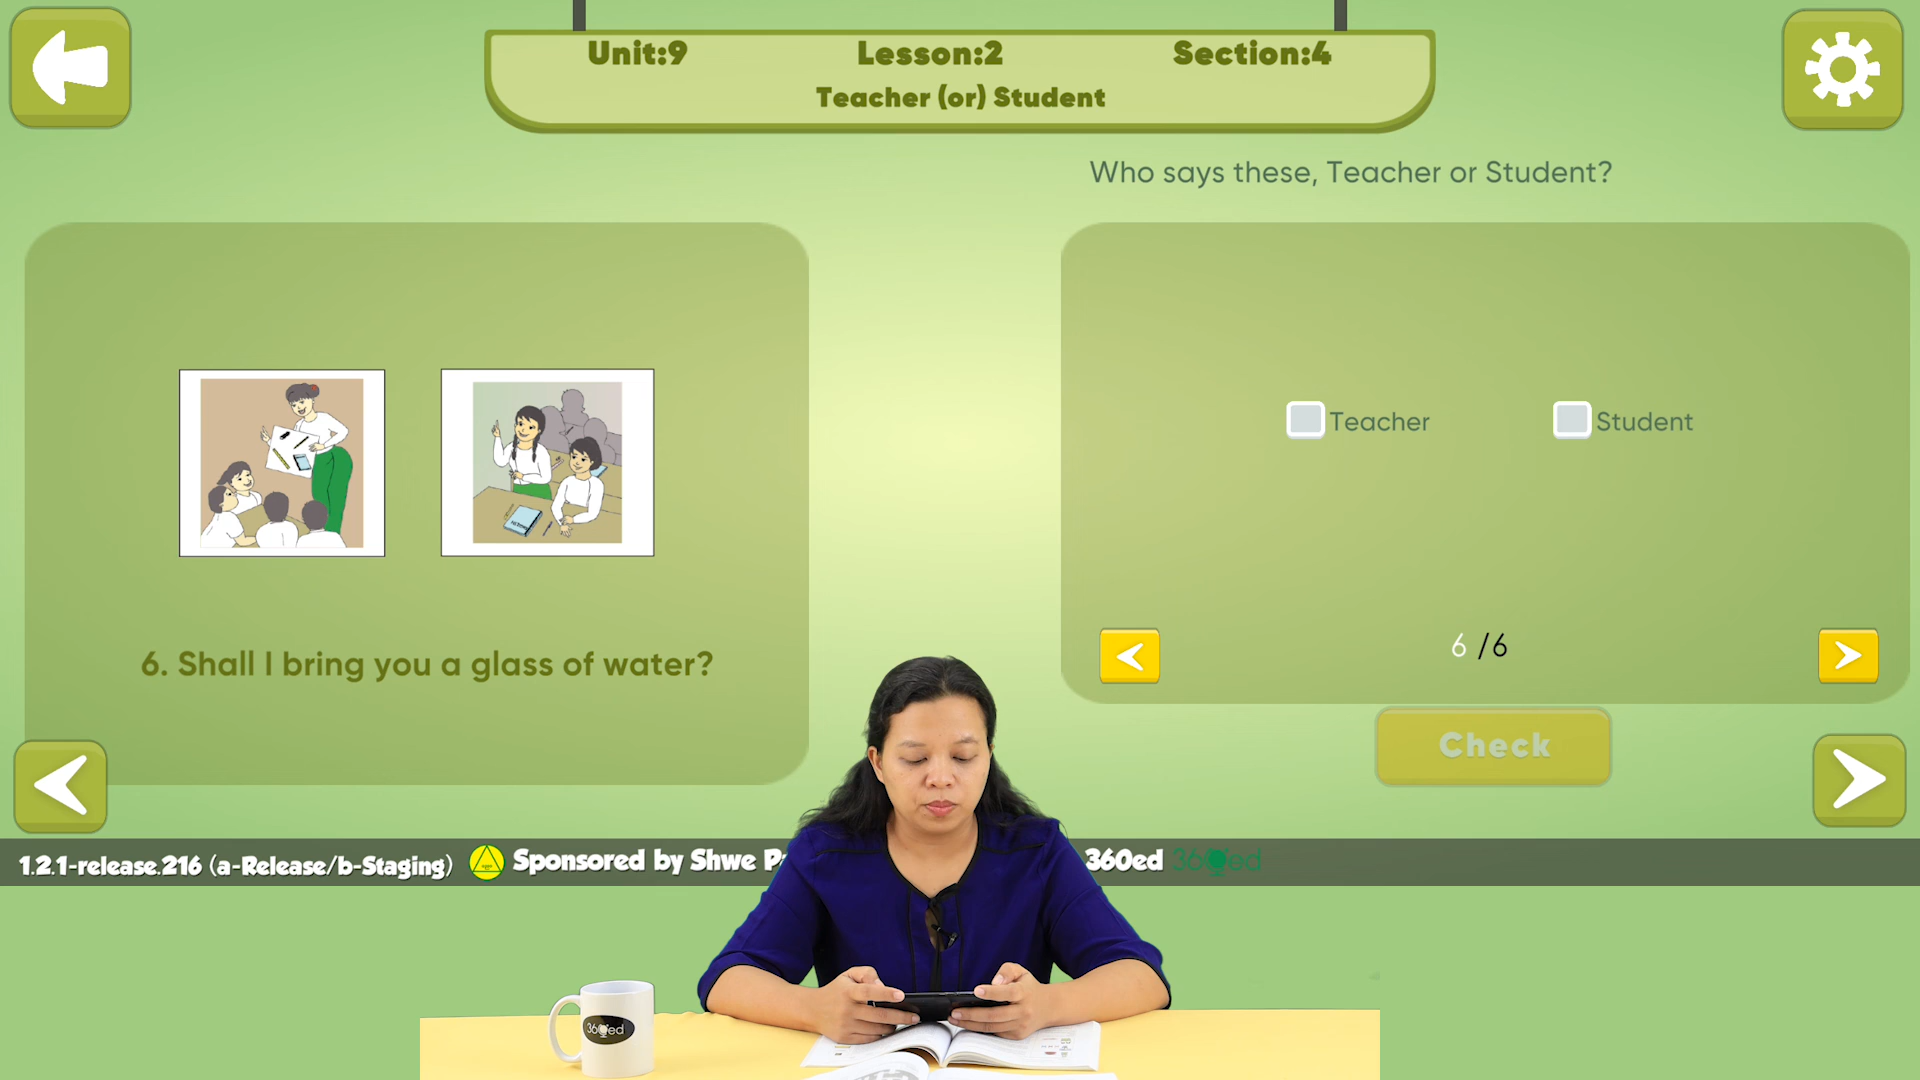 Unit:9 Lesson:2 Section:4
Teacher (or) Student
Who says these, Teacher or Student?
Teacher Student
6. Shall I bring you a glass of water?
6 /6
Check
1.2.1-release.216 (a-Release/b-Staging) Sponsored by Shwe 360ed 360ed
360ed